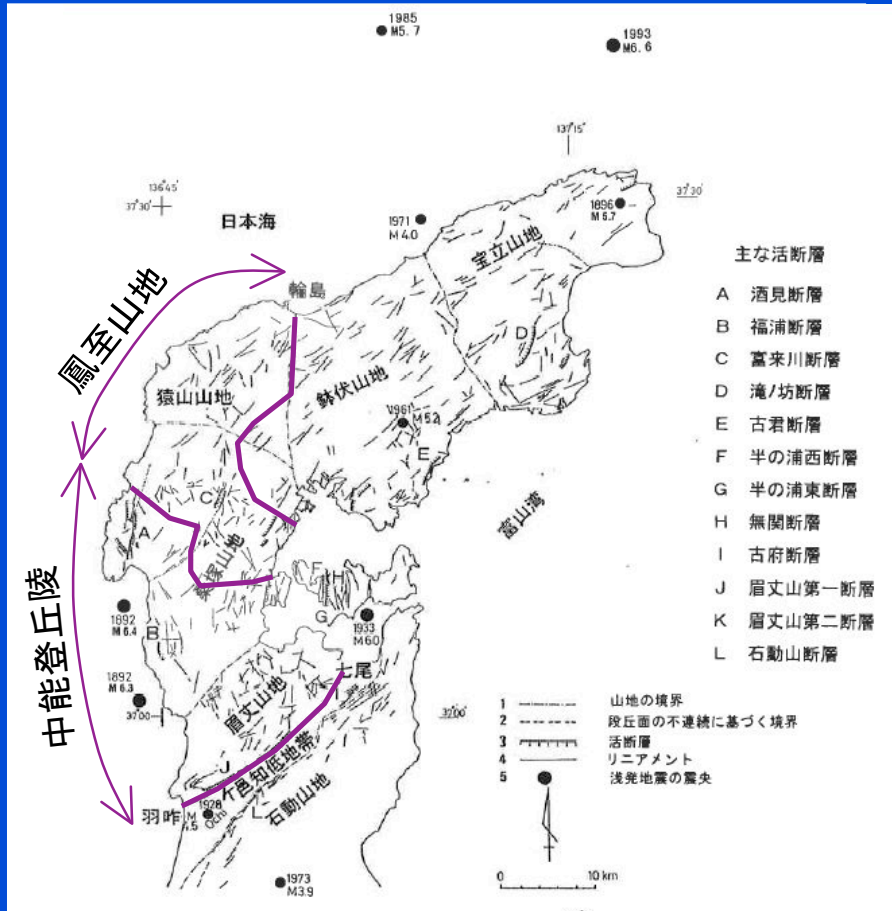 1985
M5.7
1993
M6.6
137°15'
136°45'
37°30'
37°30'
日本海
1971
M4.0
1896
M5.7
宝立山地
主な活断層
A 酒見断層
B 福浦断層
C 富来川断層
D 滝ノ坊断層
E 古君断層
F 半の浦西断層
G 半の浦東断層
H 無関断層
I 古府断層
J 眉丈山第一断層
K 眉丈山第二断層
L 石動山断層
鳳至山地
輪島
猿山山地
鉢伏山地
D
1961
M5.2
E
C
A
富山湾
中能登丘陵
F
H
G
1892
M6.4
B
1933
M6.0
七尾
1892
M6.3
37°00'
37°00'
眉丈山地
J
邑知低地帯
石動山地
L
羽咋
1928
Ochi
1973
M3.9
1 山地の境界
2 段丘面の不連続に基づく境界
3 活断層
4 リニアメント
5 浅発地震の震央
0 10 km